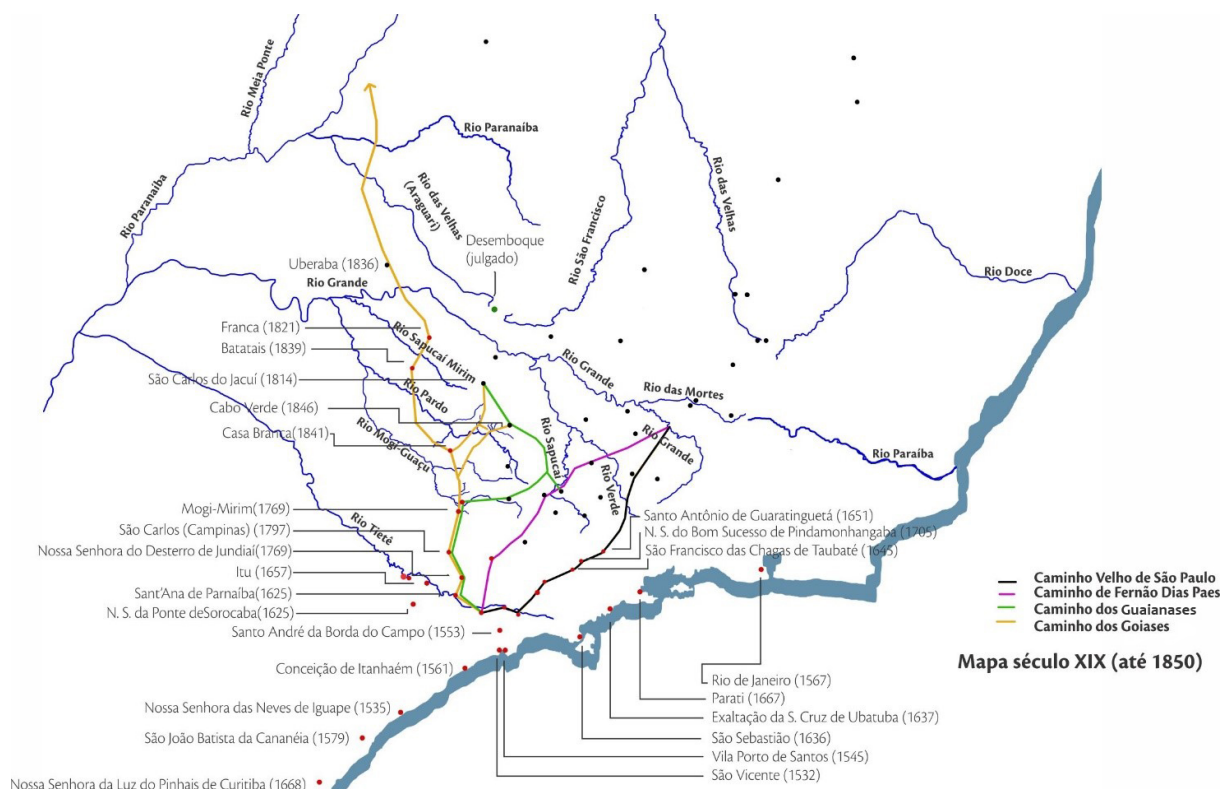 Rio Meia Ponte
Rio Paranaíba
Rio Paranaíba
Rio das Velhas
(Araguari)
Rio São Francisco
Rio das Velhas
Rio Doce
Desemboque
(julgado)
Uberaba (1836)
Rio Grande
Franca (1821)
Batatais (1839)
São Carlos do Jacuí (1814)
Cabo Verde (1846)
Casa Branca(1841)
Rio Sapucaí Mirim
Rio Pardo
Rio Mogi-Guaçu
Rio Grande
Rio das Mortes
Rio Sapucaí
Rio Grande
Rio Verde
Rio Paraíba
Mogi-Mirim(1769)
São Carlos (Campinas) (1797)
Nossa Senhora do Desterro de Jundiaí(1769)
Itu (1657)
Sant'Ana de Parnaíba(1625)
N. S. da Ponte deSorocaba(1625)
Rio Tietê
Santo Antônio de Guaratinguetá (1651)
N. S. do Bom Sucesso de Pindamonhangaba (1705)
São Francisco das Chagas de Taubaté (1645)
Caminho Velho de São Paulo
Caminho de Fernão Dias Paes
Caminho dos Guaianases
Caminho dos Goiases
Mapa século XIX (até 1850)
Santo André da Borda do Campo (1553)
Conceição de Itanhaém (1561)
Nossa Senhora das Neves de Iguape (1535)
São João Batista da Cananéia (1579)
Nossa Senhora da Luz do Pinhais de Curitiba (1668)
Rio de Janeiro (1567)
Parati (1667)
Exaltação da S. Cruz de Ubatuba (1637)
São Sebastião (1636)
Vila Porto de Santos (1545)
São Vicente (1532)